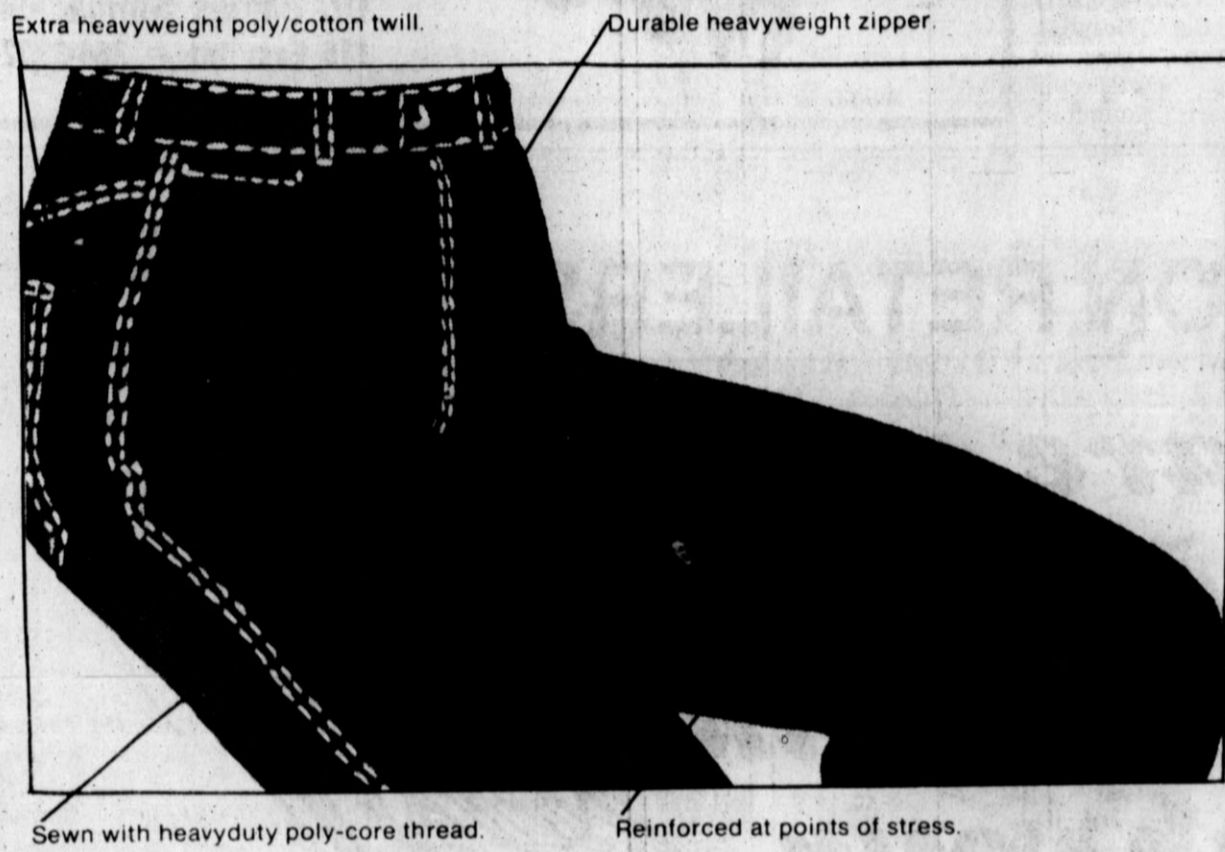 Extra heavyweight poly/cotton twill.
Durable heavyweight zipper.
Sewn with heavyduty poly-core thread.
Reinforced at points of stress.